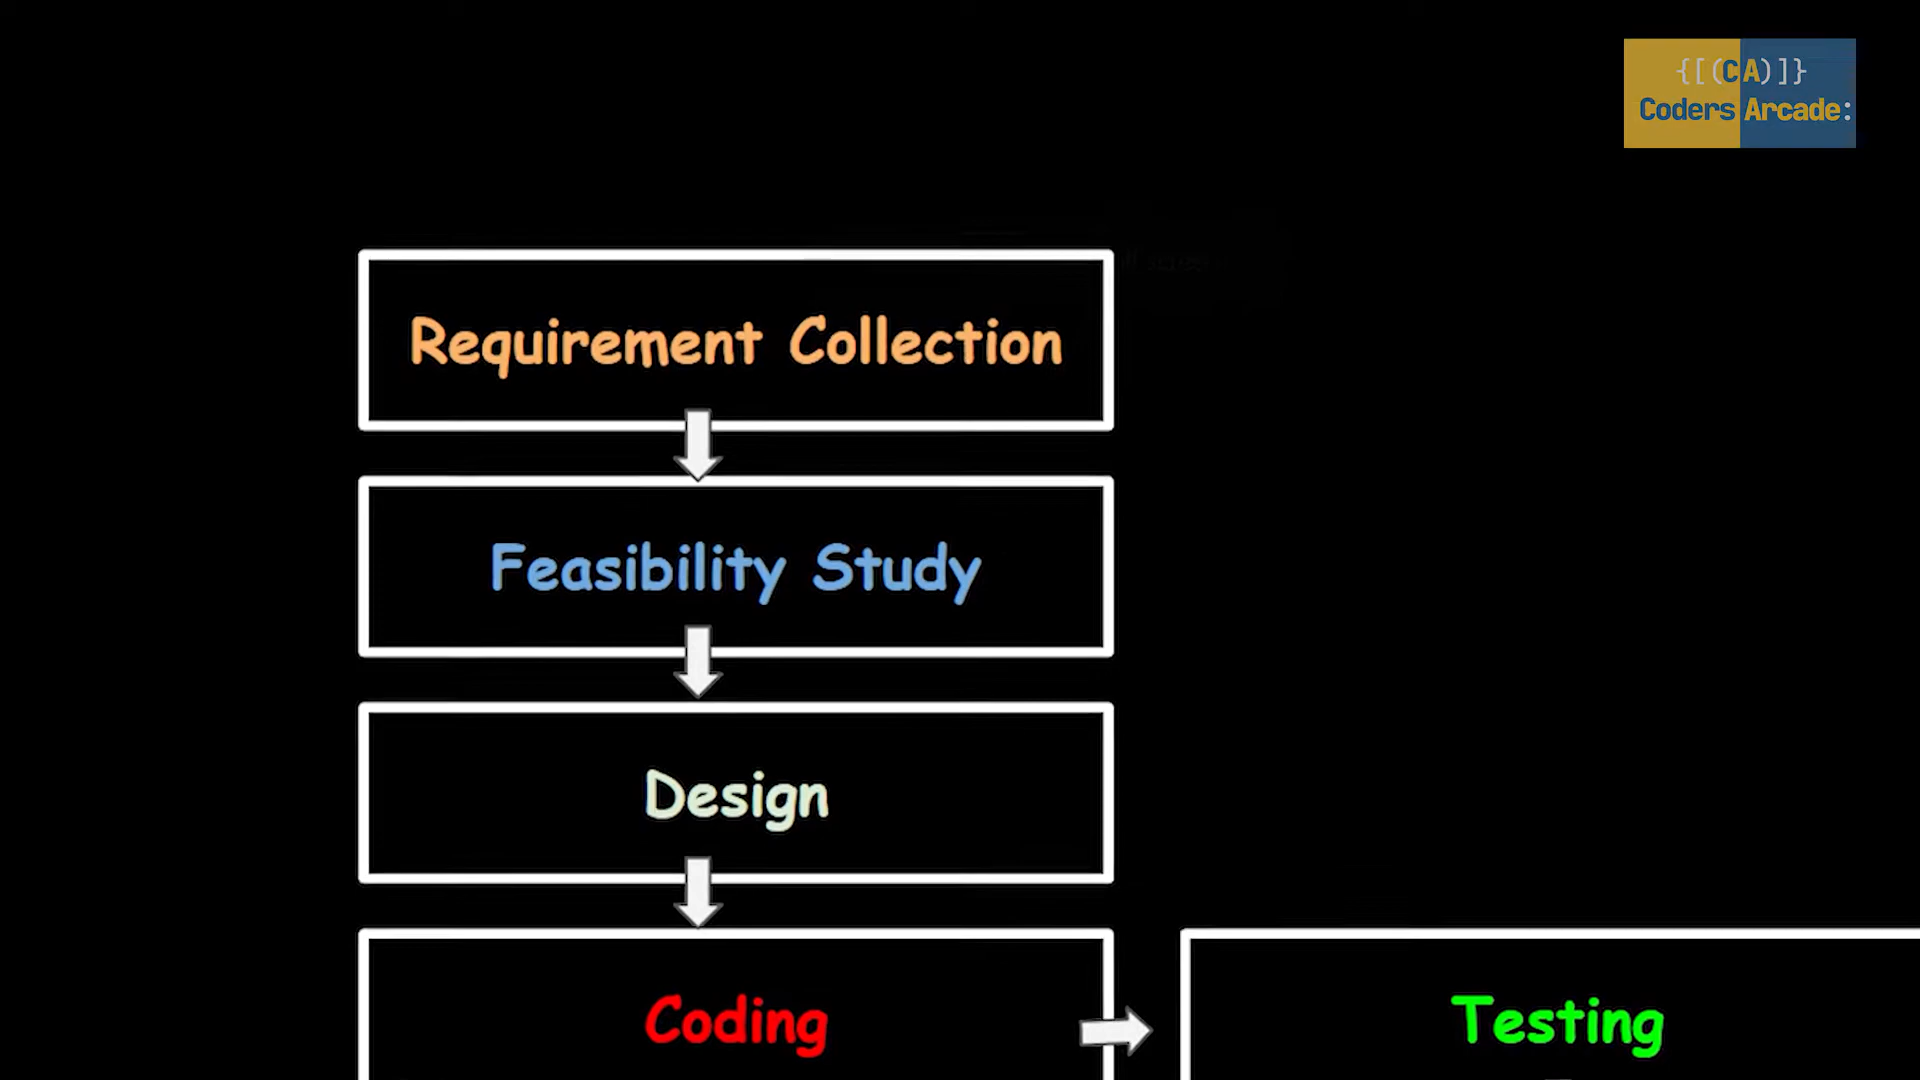 {[(CA)]}
Coders Arcade:
Requirement Collection
Feasibility Study
Design
Coding
Testing